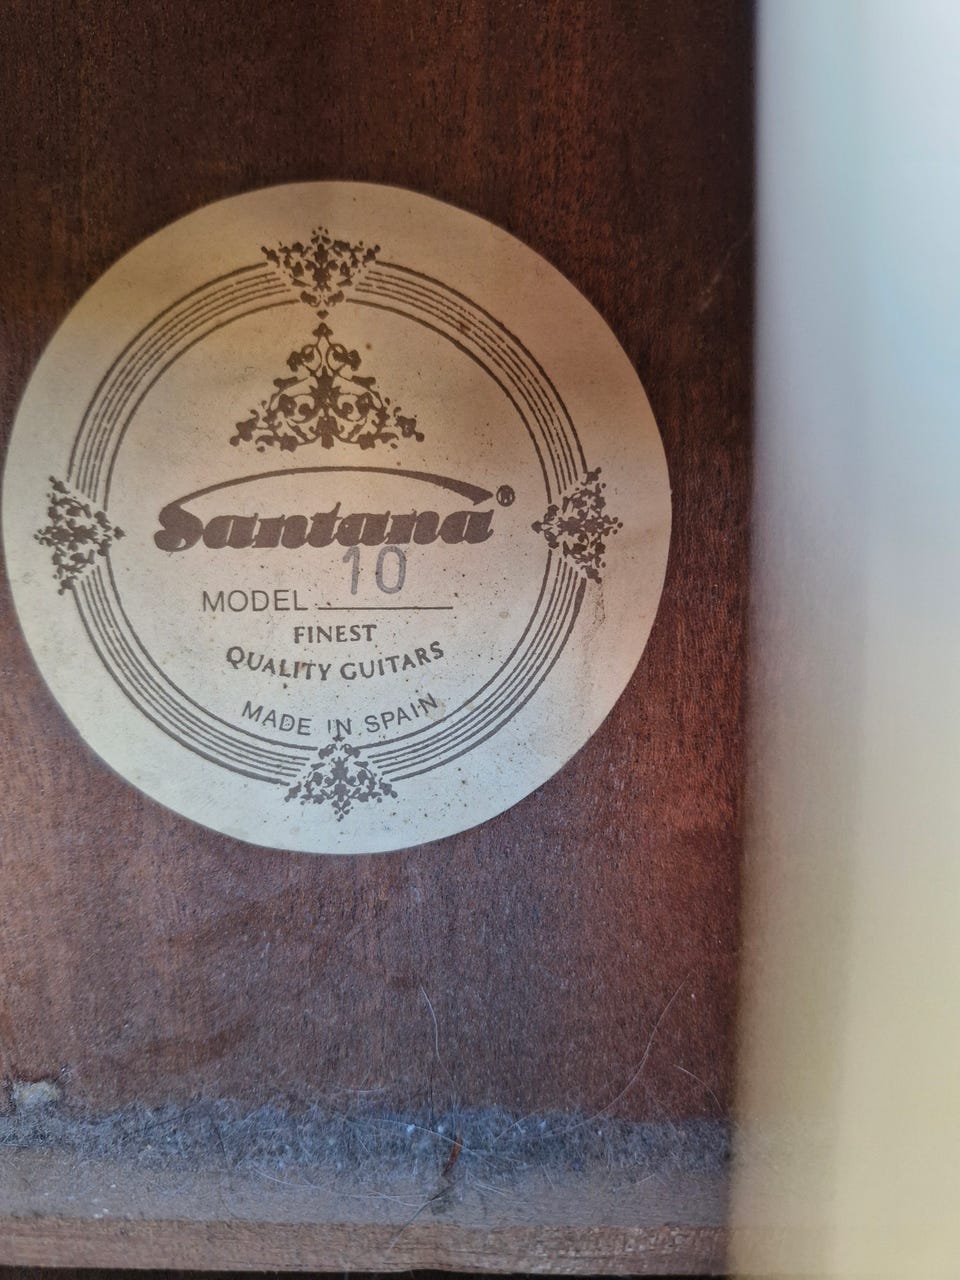 Santana®
10
MODEL
FINEST
QUALITY GUITARS
MADE IN SPAIN